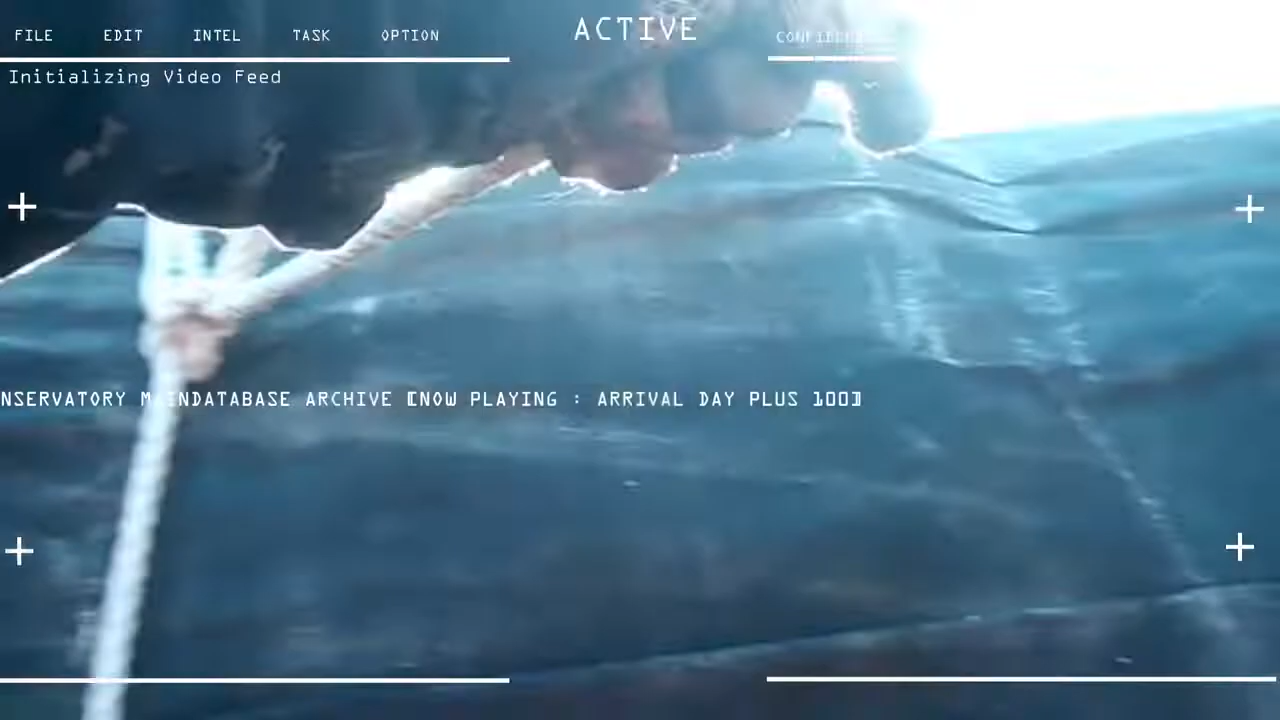 FILE EDIT INTEL TASK OPTION ACTIVE
Initializing Video Feed
NSERVATORY MAINDATABASE ARCHIVE [NOW PLAYING : ARRIVAL DAY PLUS 100]